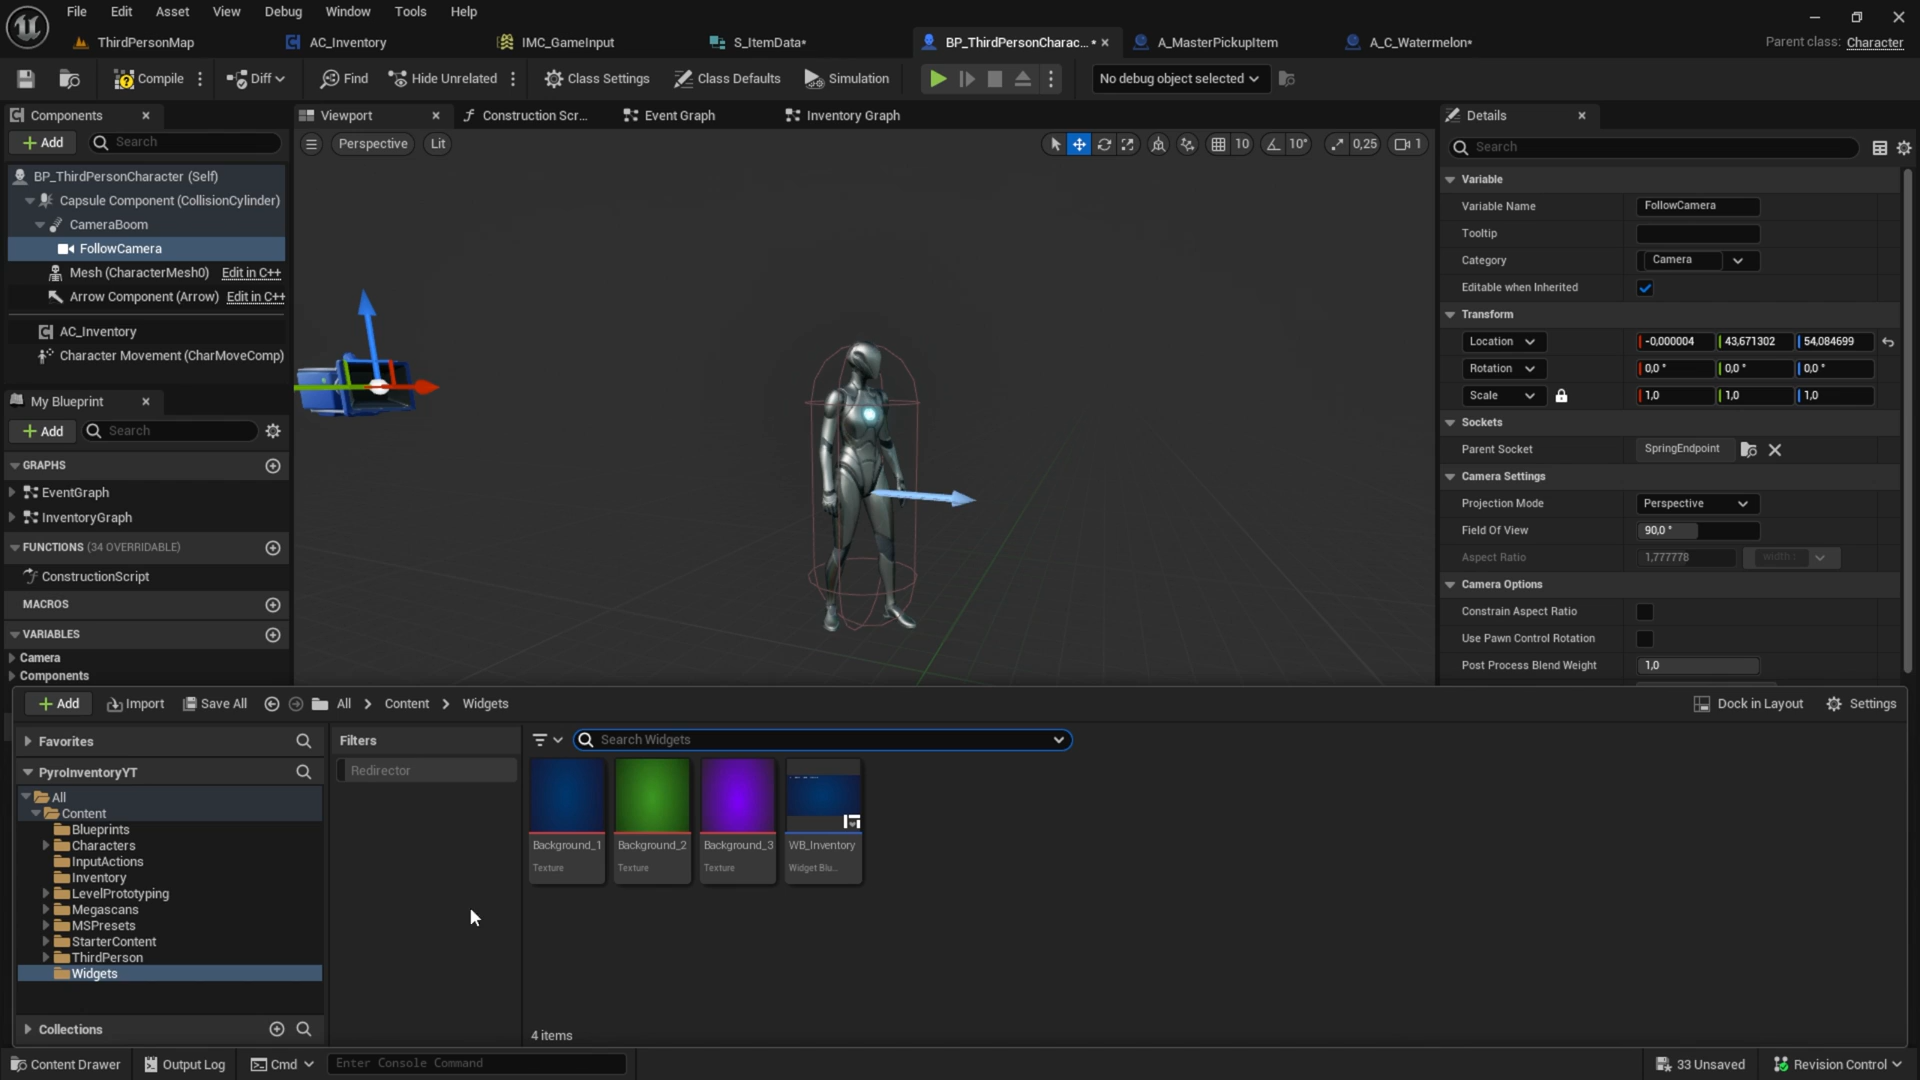 File Edit Asset View Debug Window Tools Help
ThirdPersonMap AC_Inventory IMC_GameInput S_ItemData* BP_ThirdPersonCharac... * A_MasterPickupItem A_C_Watermelon* Parent class: Character
Compile Diff Find Hide Unrelated Class Settings Class Defaults Simulation No debug object selected
Components
Add Search
BP_ThirdPersonCharacter (Self)
Capsule Component (CollisionCylinder)
CameraBoom
FollowCamera
Mesh (CharacterMesh0) Edit in C++
Arrow Component (Arrow) Edit in C++
AC_Inventory
Character Movement (CharMoveComp)
My Blueprint
Add Search
GRAPHS
EventGraph
InventoryGraph
FUNCTIONS (34 OVERRIDABLE)
ConstructionScript
MACROS
VARIABLES
Camera
Components
Viewport Construction Scr... Event Graph Inventory Graph
Perspective Lit 10 10° 0,25 1
Details
Search
Variable
Variable Name FollowCamera
Tooltip
Category Camera
Editable when Inherited
Transform
Location -0,000004 43,671302 54,084699
Rotation 0,0 ° 0,0 ° 0,0 °
Scale 1,0 1,0 1,0
Sockets
Parent Socket SpringEndpoint
Camera Settings
Projection Mode Perspective
Field Of View 90,0 °
Aspect Ratio 1,777778 width :
Camera Options
Constrain Aspect Ratio
Use Pawn Control Rotation
Post Process Blend Weight 1,0
Add Import Save All All Content Widgets Dock in Layout Settings
Favorites
PyroInventoryYT
All
Content
Blueprints
Characters
InputActions
Inventory
LevelPrototyping
Megascans
MSPresets
StarterContent
ThirdPerson
Widgets
Collections
Filters
Redirector
Search Widgets
Background_1 Background_2 Background_3 WB_Inventory
Texture Texture Texture Widget Blu...
4 items
Content Drawer Output Log Cmd Enter Console Command 33 Unsaved Revision Control